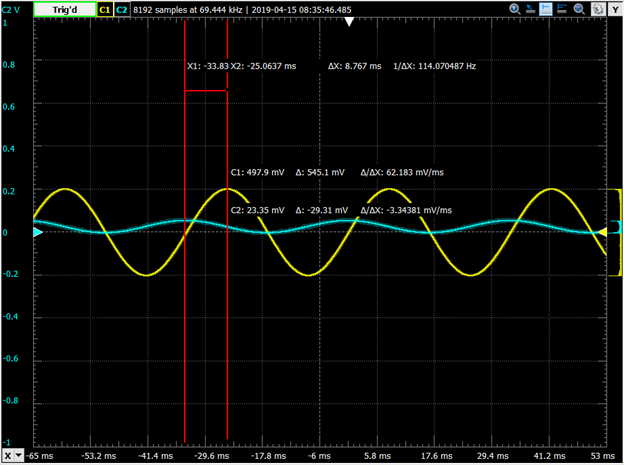 C2 V Trig'd C1 C2 8192 samples at 69.444 kHz | 2019-04-15 08:35:46.485 Y
1
0.8
X1: -33.83 X2: -25.0637 ms ΔX: 8.767 ms 1/ΔX: 114.070487 Hz
0.6
0.4
C1: 497.9 mV Δ: 545.1 mV Δ/ΔX: 62.183 mV/ms
0.2
C2: 23.35 mV Δ: -29.31 mV Δ/ΔX: -3.34381 mV/ms
0
-0.2
-0.4
-0.6
-0.8
-1
X -65 ms -53.2 ms -41.4 ms -29.6 ms -17.8 ms -6 ms 5.8 ms 17.6 ms 29.4 ms 41.2 ms 53 ms